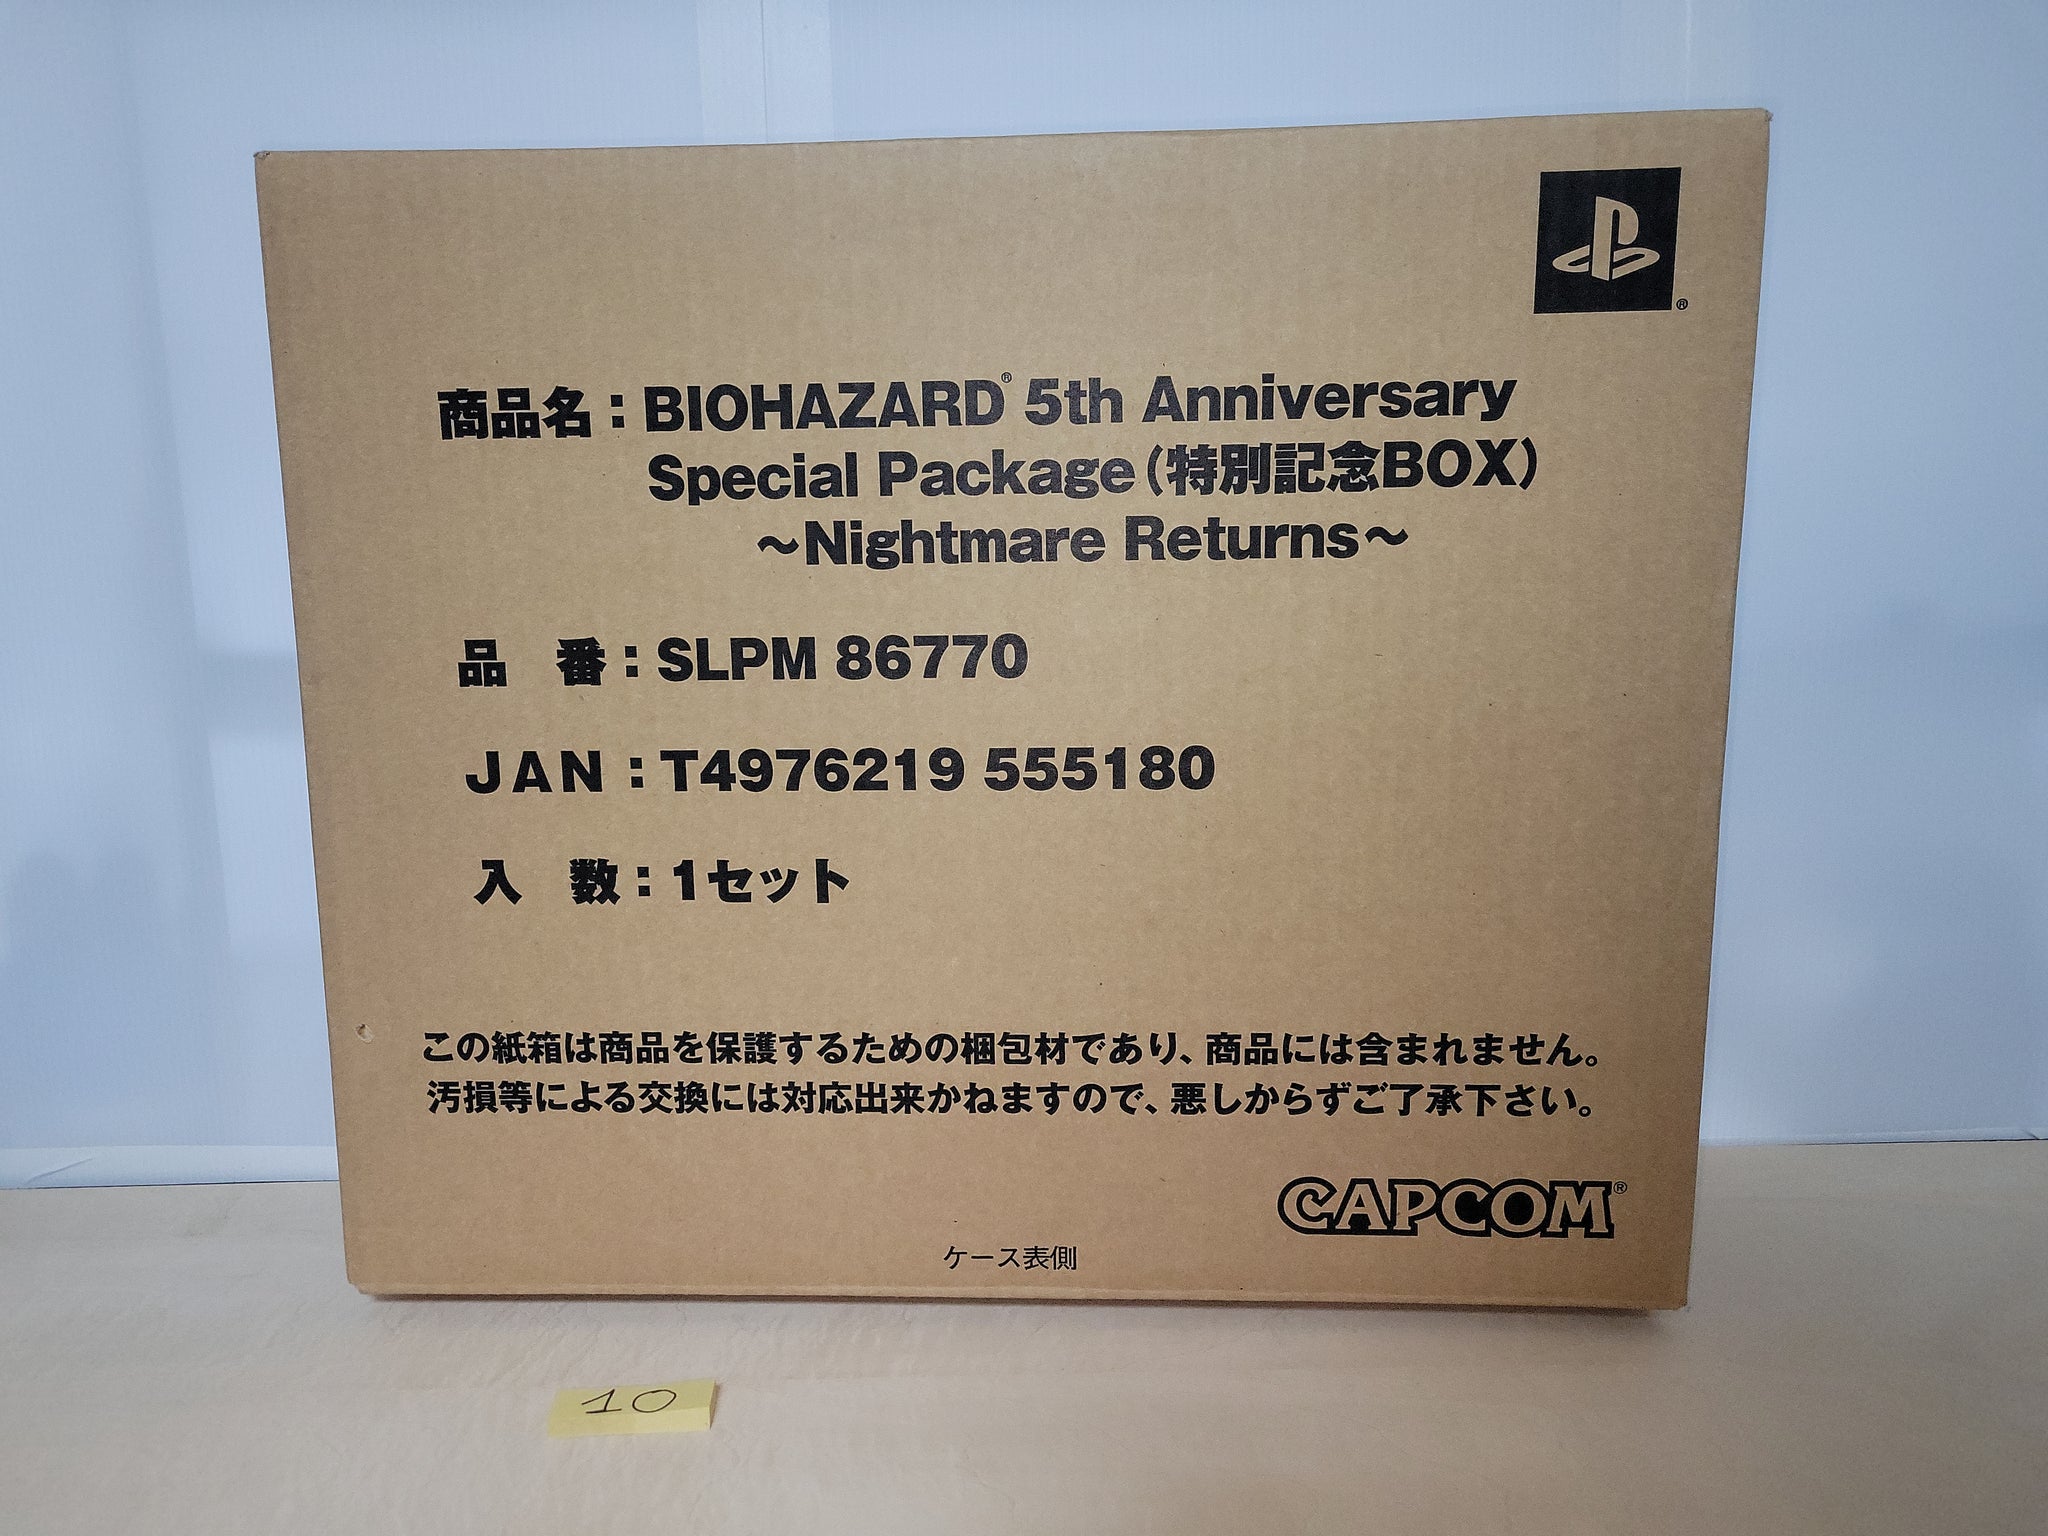 商品名：BIOHAZARD® 5th Anniversary
Special Package（特別記念BOX）
～Nightmare Returns～
品　番：SLPM 86770
JAN：T4976219 555180
入　数：1セット
この紙箱は商品を保護するための梱包材であり、商品には含まれません。
汚損等による交換には対応出来かねますので、悪しからずご了承下さい。
CAPCOM®
ケース表側
10